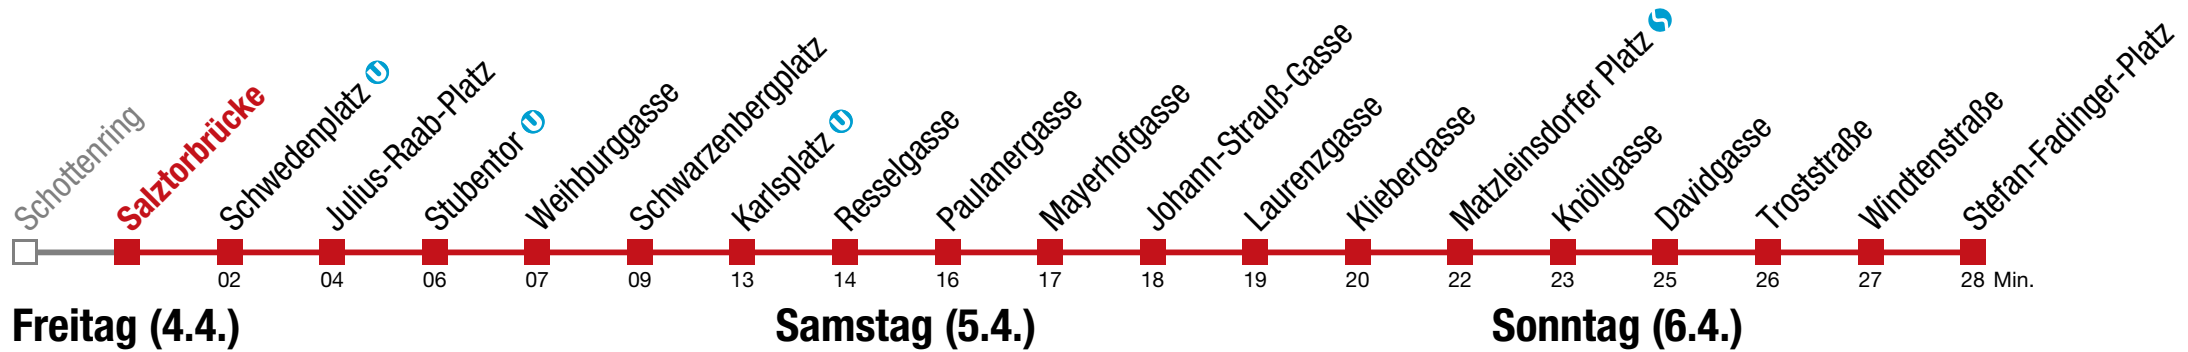 Schottenring
Salztorbrücke
Schwedenplatz U
Julius-Raab-Platz
Stubentor U
Weihburggasse
Schwarzenbergplatz
Karlsplatz U
Resselgasse
Paulanergasse
Mayerhofgasse
Johann-Strauß-Gasse
Laurenzgasse
Kliebergasse
Matzleinsdorfer Platz S
Knöllgasse
Davidgasse
Troststraße
Windtenstraße
Stefan-Fadinger-Platz
02 04 06 07 09 13 14 16 17 18 19 20 22 23 25 26 27 28 Min.
Freitag (4.4.) Samstag (5.4.) Sonntag (6.4.)